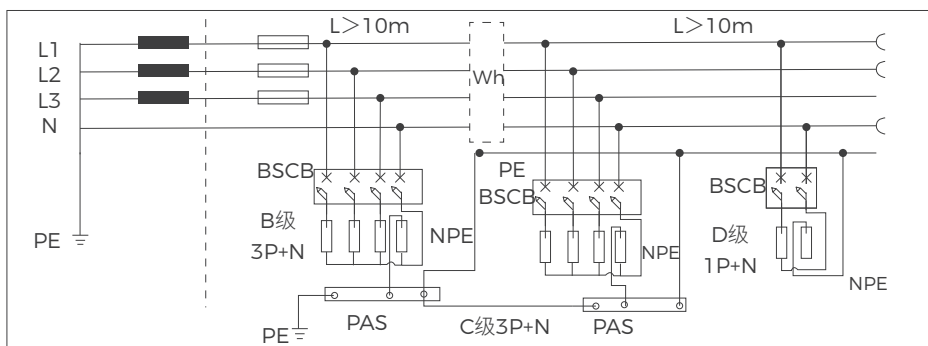 L>10m
L>10m
L1
L2
L3
N
Wh
BSCB
PE
BSCB
BSCB
B级
3P+N
NPE
NPE
D级
1P+N
NPE
PE
PE
PAS
C级3P+N
PAS